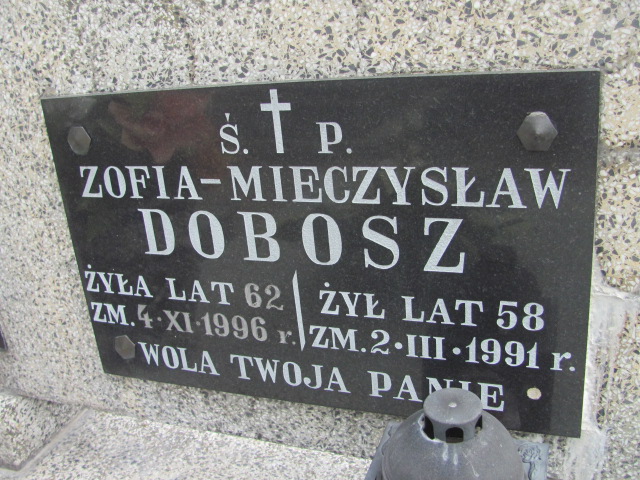 Ś. P.
ZOFIA-MIECZYSŁAW
DOBOSZ
ŻYŁA LAT 62
ZM. 4·XI·1996 r.
ŻYŁ LAT 58
ZM. 2·III·1991 r.
WOLA TWOJA PANIE